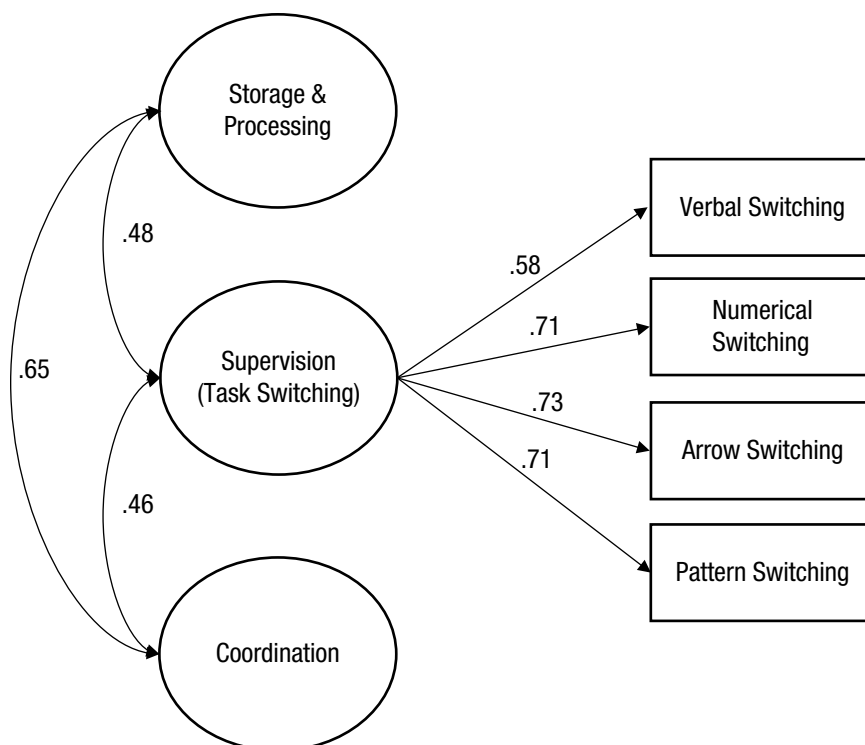 Storage &
Processing
Verbal Switching
.48
.58
Numerical
Switching
.71
Supervision
(Task Switching)
.65
.73
Arrow Switching
.71
.46
Pattern Switching
Coordination